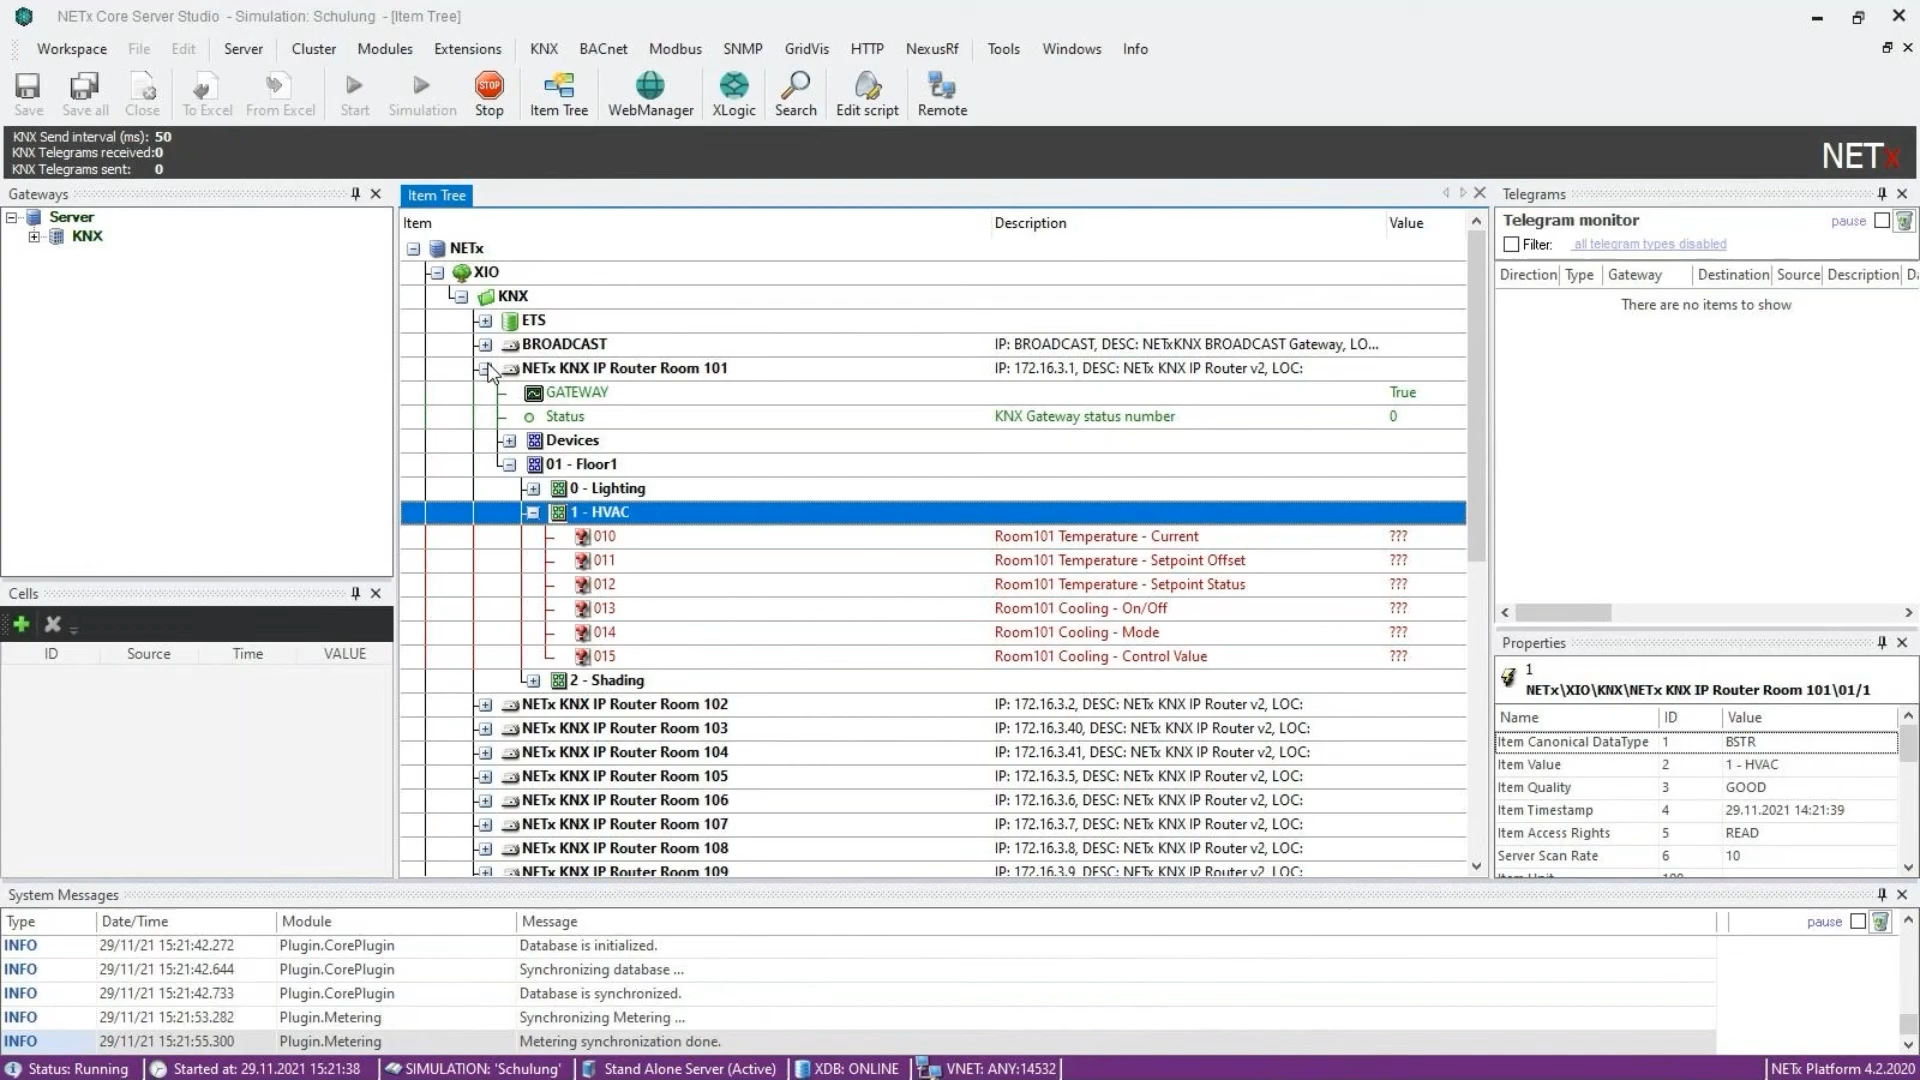 NETx Core Server Studio - Simulation: Schulung - [Item Tree]
Workspace File Edit Server Cluster Modules Extensions KNX BACnet Modbus SNMP GridVis HTTP NexusRf Tools Windows Info
STOP
Save Save all Close To Excel From Excel Start Simulation Stop Item Tree WebManager XLogic Search Edit script Remote
KNX Send interval (ms): 50
KNX Telegrams received:0
KNX Telegrams sent: 0
NETx
Gateways
Server
KNX
Cells
ID Source Time VALUE
Item Tree
Item Description Value
NETx
XIO
KNX
ETS
BROADCAST IP: BROADCAST, DESC: NETxKNX BROADCAST Gateway, LO...
NETx KNX IP Router Room 101 IP: 172.16.3.1, DESC: NETx KNX IP Router v2, LOC:
GATEWAY True
Status KNX Gateway status number 0
Devices
01 - Floor1
0 - Lighting
1 - HVAC
010 Room101 Temperature - Current ???
011 Room101 Temperature - Setpoint Offset ???
012 Room101 Temperature - Setpoint Status ???
013 Room101 Cooling - On/Off ???
014 Room101 Cooling - Mode ???
015 Room101 Cooling - Control Value ???
2 - Shading
NETx KNX IP Router Room 102 IP: 172.16.3.2, DESC: NETx KNX IP Router v2, LOC:
NETx KNX IP Router Room 103 IP: 172.16.3.40, DESC: NETx KNX IP Router v2, LOC:
NETx KNX IP Router Room 104 IP: 172.16.3.41, DESC: NETx KNX IP Router v2, LOC:
NETx KNX IP Router Room 105 IP: 172.16.3.5, DESC: NETx KNX IP Router v2, LOC:
NETx KNX IP Router Room 106 IP: 172.16.3.6, DESC: NETx KNX IP Router v2, LOC:
NETx KNX IP Router Room 107 IP: 172.16.3.7, DESC: NETx KNX IP Router v2, LOC:
NETx KNX IP Router Room 108 IP: 172.16.3.8, DESC: NETx KNX IP Router v2, LOC:
NETx KNX IP Router Room 109 IP: 172.16.3.9, DESC: NETx KNX IP Router v2, LOC:
Telegrams
Telegram monitor pause
Filter: all telegram types disabled
Direction Type Gateway Destination Source Description
There are no items to show
Properties
1
NETx\XIO\KNX\NETx KNX IP Router Room 101\01/1
Name ID Value
Item Canonical DataType 1 BSTR
Item Value 2 1 - HVAC
Item Quality 3 GOOD
Item Timestamp 4 29.11.2021 14:21:39
Item Access Rights 5 READ
Server Scan Rate 6 10
System Messages
Type Date/Time Module Message pause
INFO 29/11/21 15:21:42.272 Plugin.CorePlugin Database is initialized.
INFO 29/11/21 15:21:42.644 Plugin.CorePlugin Synchronizing database ...
INFO 29/11/21 15:21:42.733 Plugin.CorePlugin Database is synchronized.
INFO 29/11/21 15:21:53.282 Plugin.Metering Synchronizing Metering ...
INFO 29/11/21 15:21:55.300 Plugin.Metering Metering synchronization done.
Status: Running Started at: 29.11.2021 15:21:38 SIMULATION: 'Schulung' Stand Alone Server (Active) XDB: ONLINE VNET: ANY:14532 NETx Platform 4.2.2020